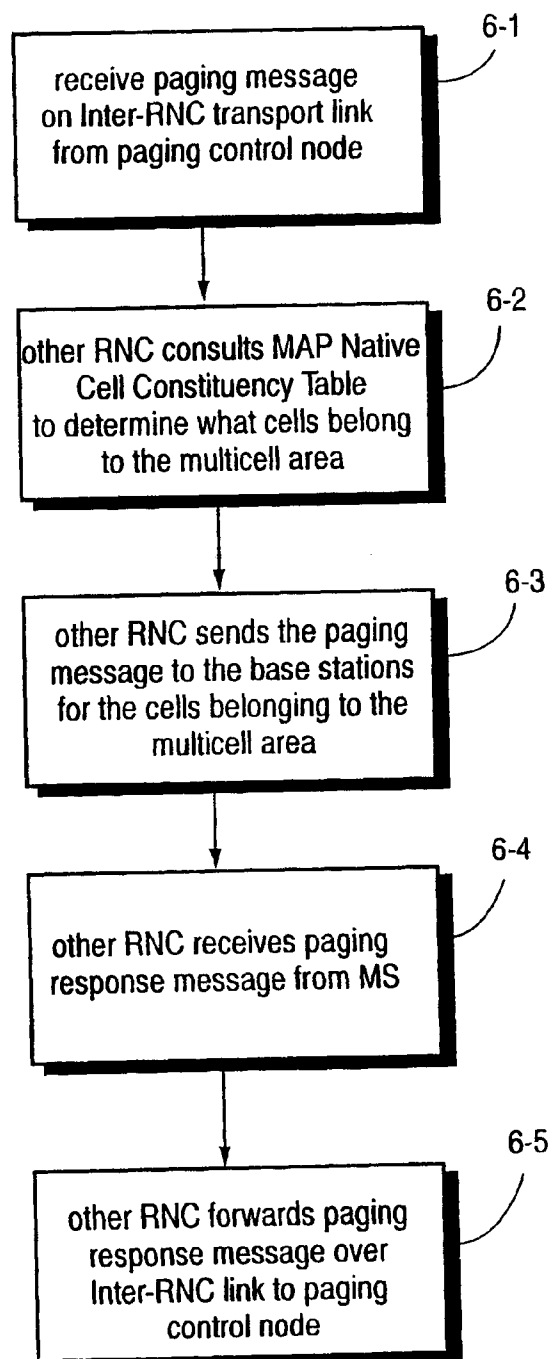 6-1
receive paging message
on Inter-RNC transport link
from paging control node
6-2
other RNC consults MAP Native
Cell Constituency Table
to determine what cells belong
to the multicell area
6-3
other RNC sends the paging
message to the base stations
for the cells belonging to the
multicell area
6-4
other RNC receives paging
response message from MS
6-5
other RNC forwards paging
response message over
Inter-RNC link to paging
control node